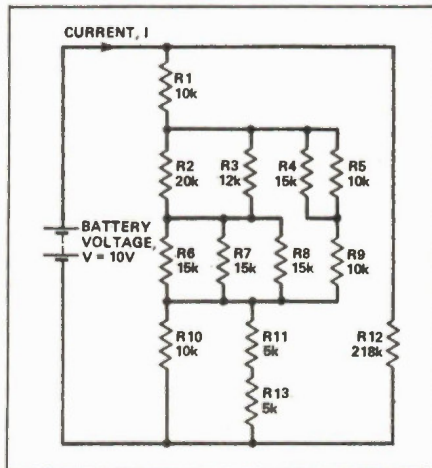 CURRENT, I
R1
10k
R2
20k
R3
12k
R4
15k
R5
10k
BATTERY
VOLTAGE,
V = 10V
R6
15k
R7
15k
R8
15k
R9
10k
R10
10k
R11
5k
R12
218k
R13
5k